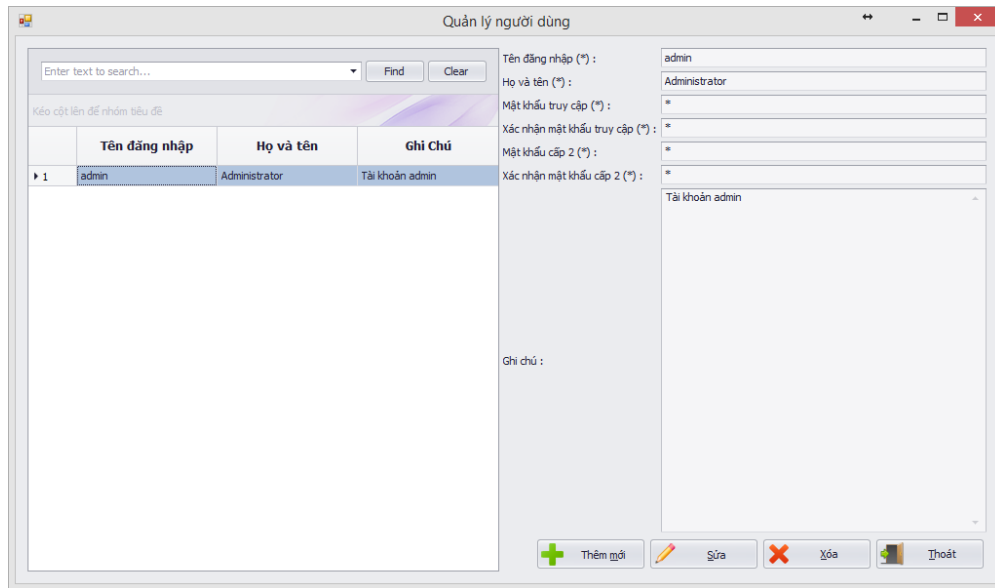 Quản lý người dùng
Enter text to search...
Find
Clear
Kéo cột lên để nhóm tiêu đề
Tên đăng nhập Họ và tên Ghi Chú
1 admin Administrator Tài khoản admin
Tên đăng nhập (*) : admin
Họ và tên (*) : Administrator
Mật khẩu truy cập (*) : *
Xác nhận mật khẩu truy cập (*) : *
Mật khẩu cấp 2 (*) : *
Xác nhận mật khẩu cấp 2 (*) : *
Tài khoản admin
Ghi chú :
Thêm mới
Sửa
Xóa
Thoát